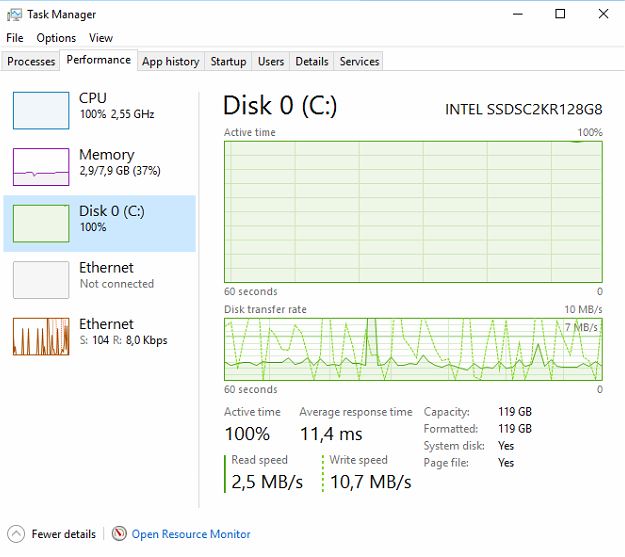 Task Manager
File Options View
Processes Performance App history Startup Users Details Services
CPU
100% 2,55 GHz
Memory
2,9/7,9 GB (37%)
Disk 0 (C:)
100%
Ethernet
Not connected
Ethernet
S: 104 R: 8,0 Kbps
Disk 0 (C:) INTEL SSDSC2KR128G8
Active time 100%
60 seconds 0
Disk transfer rate 10 MB/s
7 MB/s
60 seconds 0
Active time Average response time
100% 11,4 ms
Read speed Write speed
2,5 MB/s 10,7 MB/s
Capacity: 119 GB
Formatted: 119 GB
System disk: Yes
Page file: Yes
Fewer details Open Resource Monitor